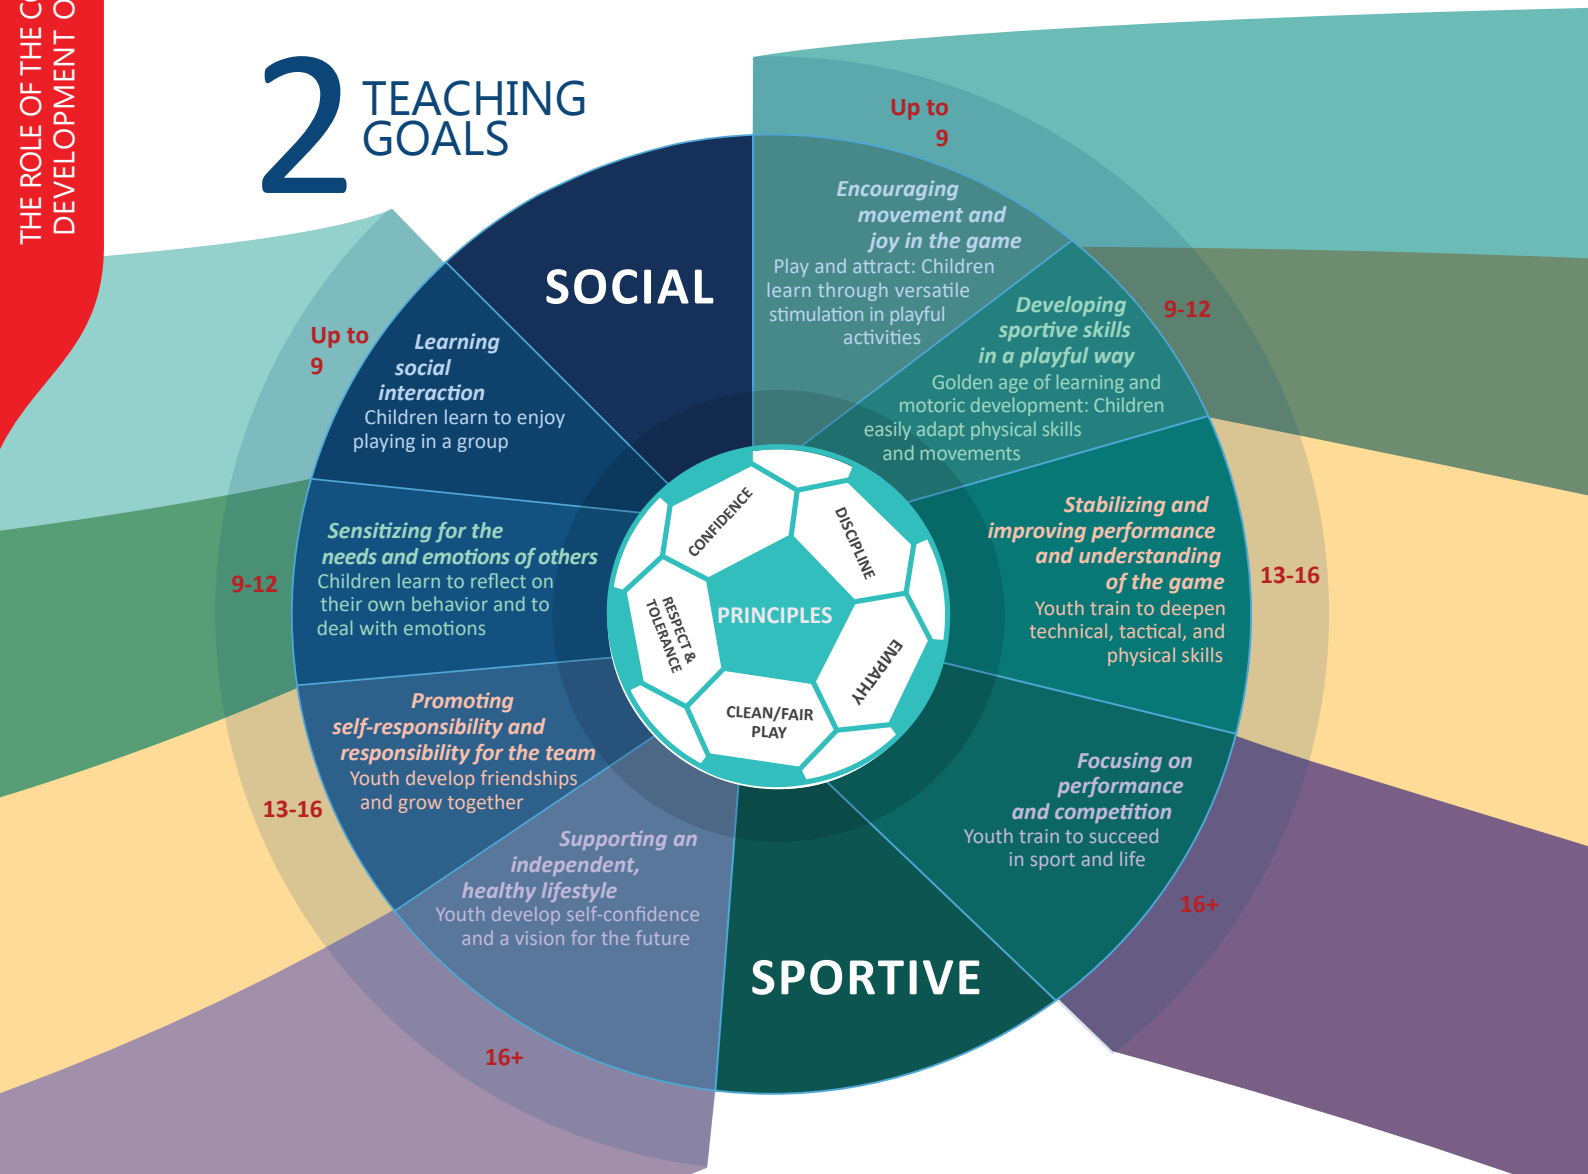 THE ROLE OF THE
DEVELOPMENT
2
TEACHING
GOALS
SOCIAL
Up to
9
Learning
social
interaction
Children learn to enjoy
playing in a group
9-12
Sensitizing for the
needs and emotions of others
Children learn to reflect on
their own behavior and to
deal with emotions
13-16
Promoting
self-responsibility and
responsibility for the team
Youth develop friendships
and grow together
16+
Supporting an
independent,
healthy lifestyle
Youth develop self-confidence
and a vision for the future
Up to
9
Encouraging
movement and
joy in the game
Play and attract: Children
learn through versatile
stimulation in playful
activities
9-12
Developing
sportive skills
in a playful way
Golden age of learning and
motoric development: Children
easily adapt physical skills
and movements
13-16
Stabilizing and
improving performance
and understanding
of the game
Youth train to deepen
technical, tactical, and
physical skills
16+
Focusing on
performance
and competition
Youth train to succeed
in sport and life
SPORTIVE
PRINCIPLES
CONFIDENCE
DISCIPLINE
EMPATHY
CLEAN/FAIR
PLAY
RESPECT &
TOLERANCE